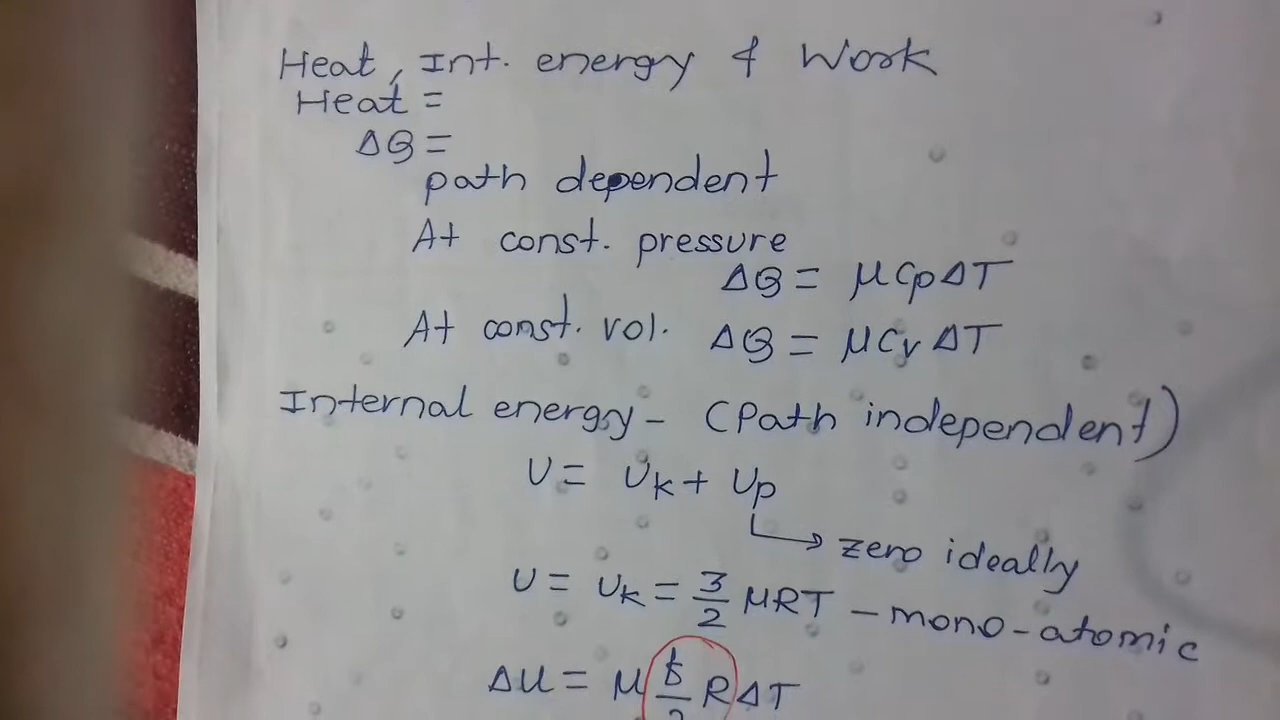 Heat, Int. energy & Work
Heat =
ΔQ =
path dependent
At const. pressure
ΔQ = μCpΔT
At const. vol. ΔQ = μCvΔT
Internal energy - (Path independent)
U = Uk + Up
→ zero ideally
U = Uk = 3/2 μRT - mono-atomic
ΔU = μ f/2 RΔT